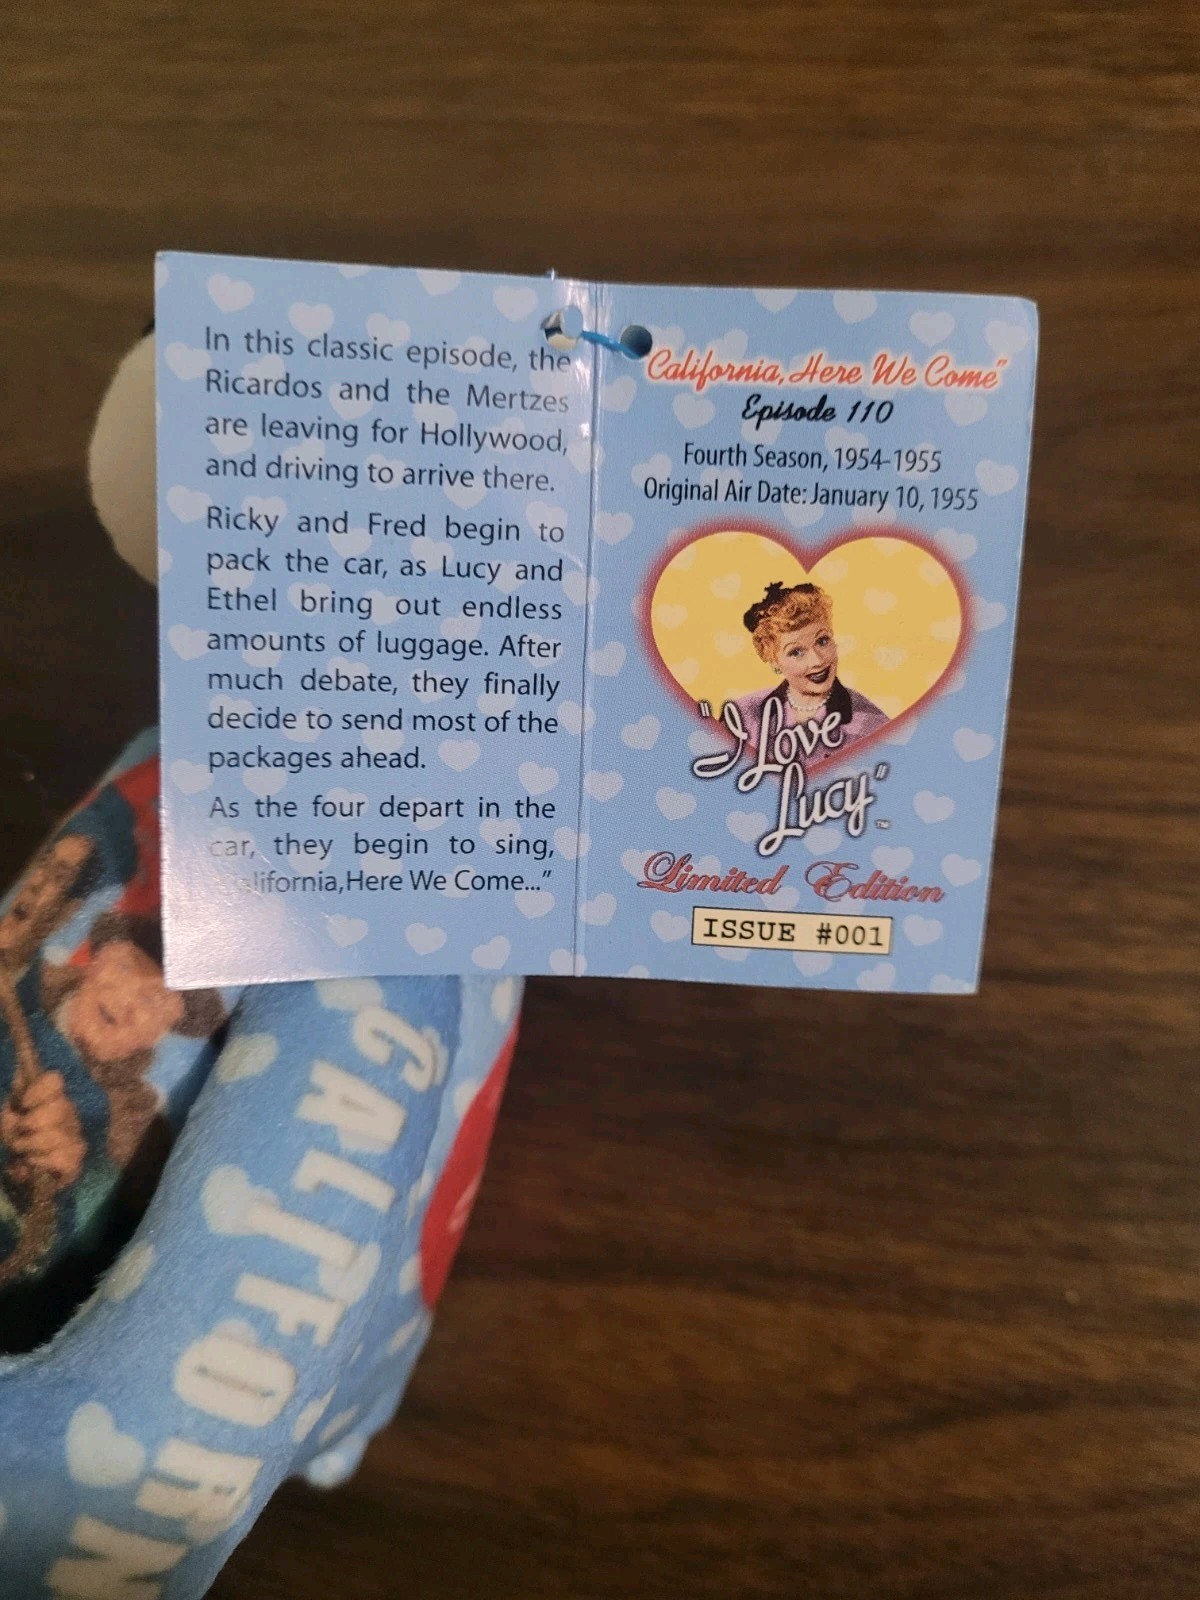 In this classic episode, the
Ricardos and the Mertzes
are leaving for Hollywood,
and driving to arrive there.
Ricky and Fred begin to
pack the car, as Lucy and
Ethel bring out endless
amounts of luggage. After
much debate, they finally
decide to send most of the
packages ahead.
As the four depart in the
car, they begin to sing,
lifornia,Here We Come..."
"California, Here We Come"
Episode 110
Fourth Season, 1954-1955
Original Air Date: January 10, 1955
"I Love
Lucy"™
Limited Edition
ISSUE #001
CALIFORN